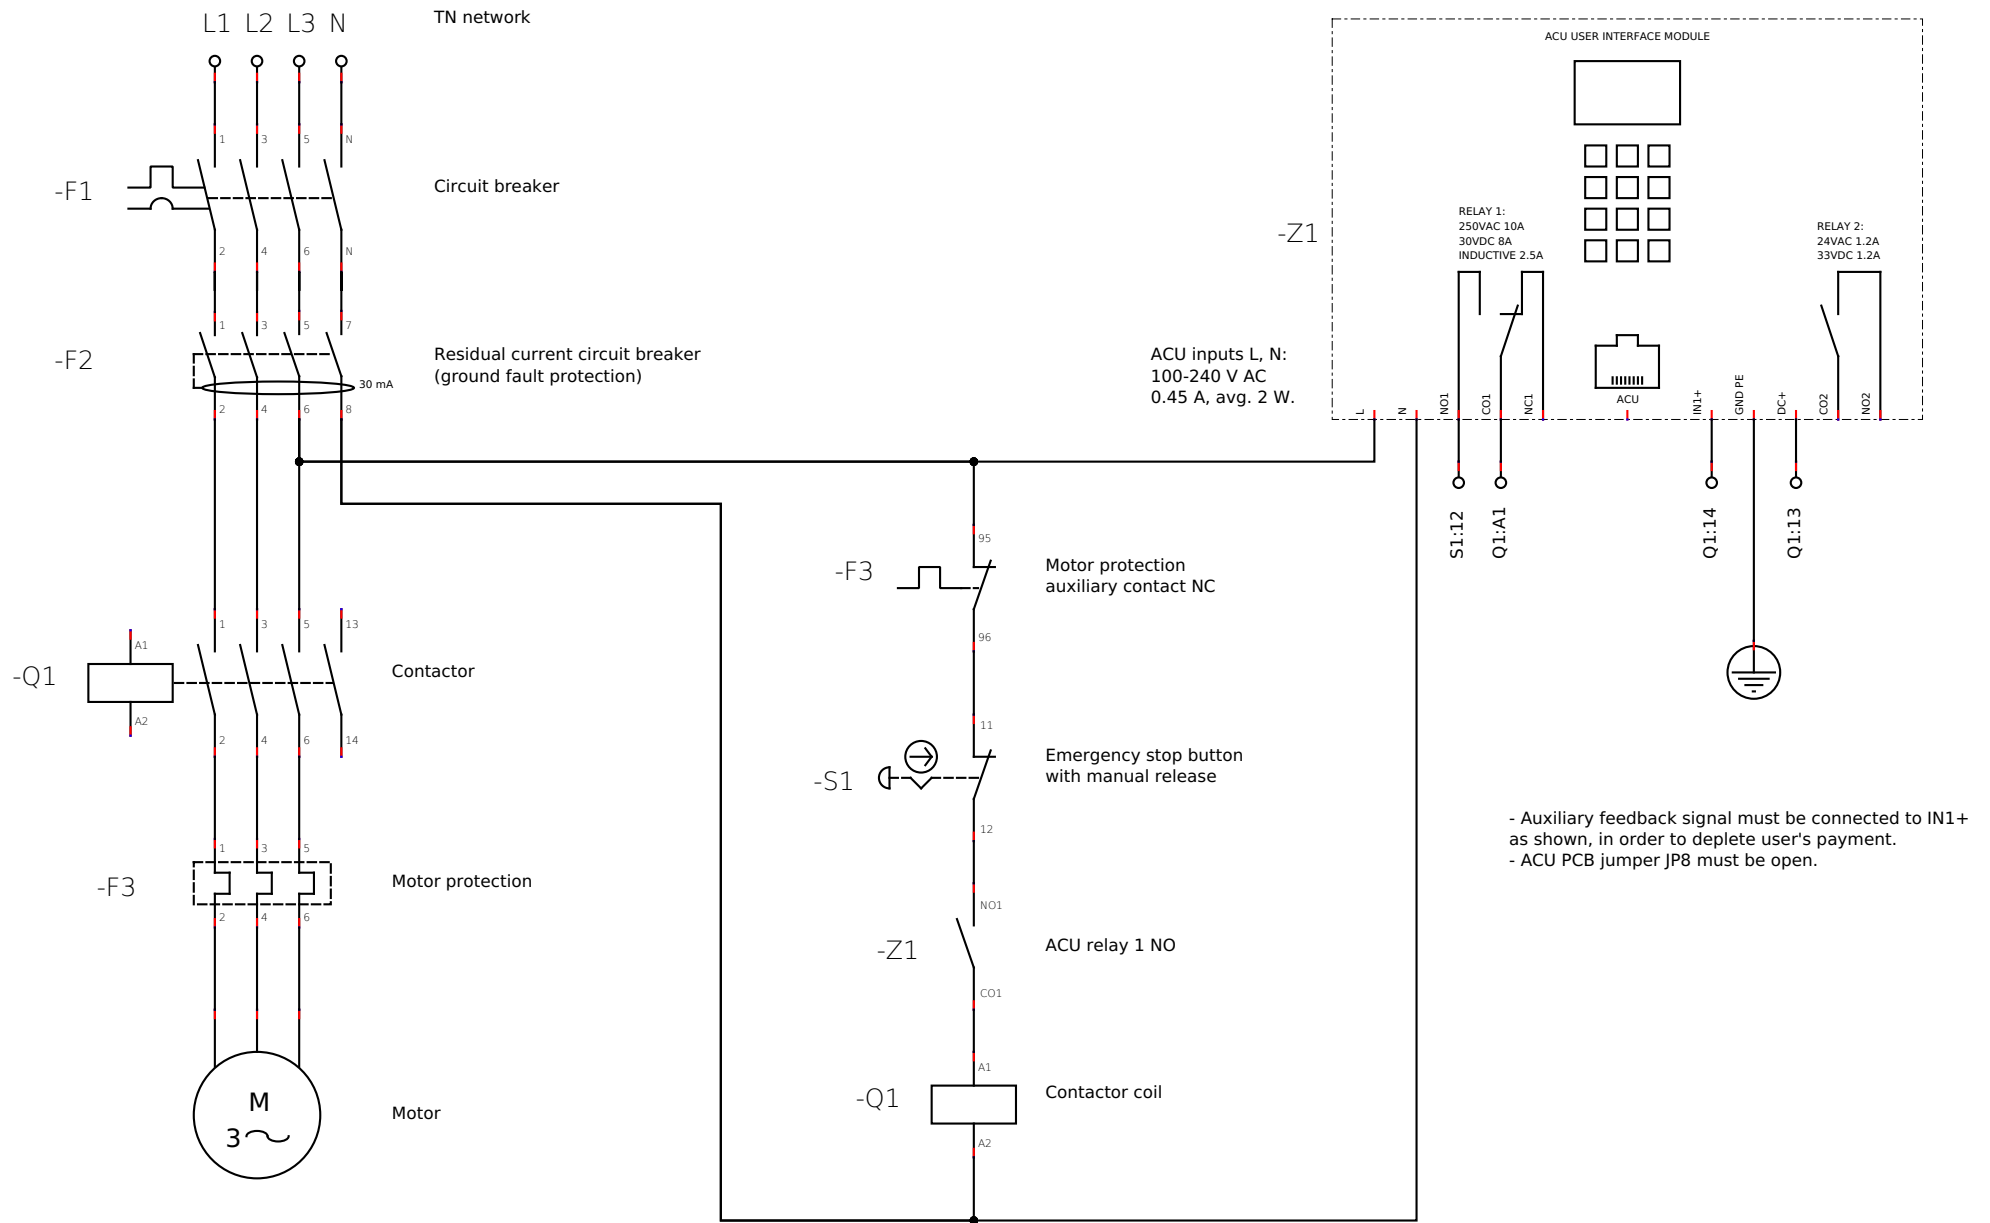 L1 L2 L3 N
TN network
1 3 5 N
-F1
Circuit breaker
2 4 6 N
1 3 5 7
-F2
Residual current circuit breaker
(ground fault protection)
30 mA
2 4 6 8
1 3 5 13
A1
-Q1
Contactor
A2
2 4 6 14
1 3 5
-F3
Motor protection
2 4 6
M
3
Motor
95
-F3
Motor protection
auxiliary contact NC
96
11
-S1
Emergency stop button
with manual release
12
NO1
-Z1
ACU relay 1 NO
CO1
A1
-Q1
Contactor coil
A2
ACU USER INTERFACE MODULE
-Z1
RELAY 1:
250VAC 10A
30VDC 8A
INDUCTIVE 2.5A
RELAY 2:
24VAC 1.2A
33VDC 1.2A
ACU inputs L, N:
100-240 V AC
0.45 A, avg. 2 W.
ACU
L N NO1 CO1 NC1 IN1+ GND PE DC+ CO2 NO2
S1:12
Q1:A1
Q1:14
Q1:13
- Auxiliary feedback signal must be connected to IN1+
as shown, in order to deplete user's payment.
- ACU PCB jumper JP8 must be open.